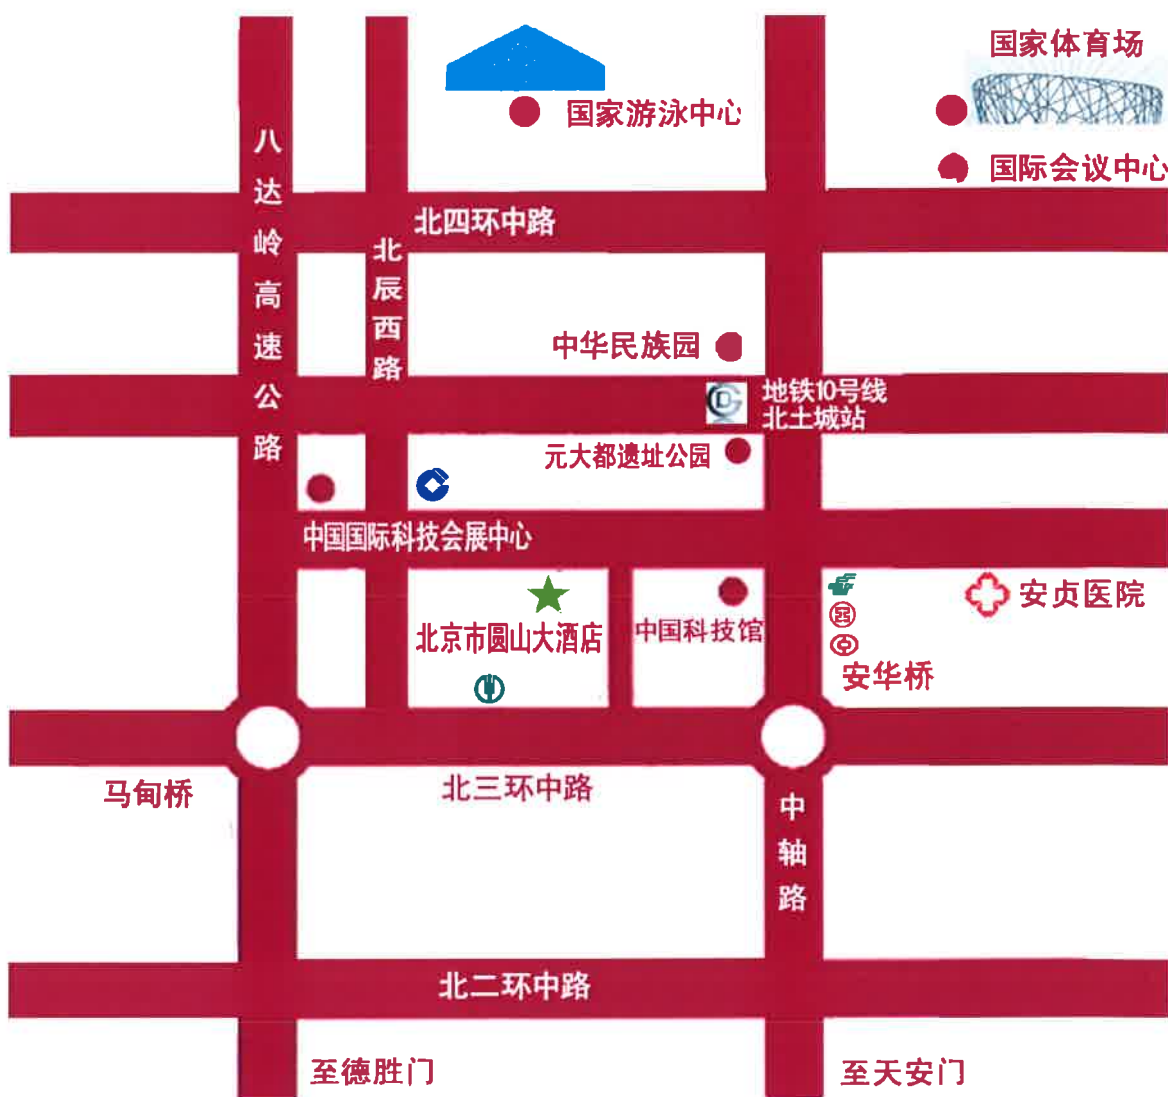 国家体育场
国家游泳中心
国际会议中心
八达岭高速公路
北四环中路
北辰西路
中华民族园
地铁10号线
北土城站
元大都遗址公园
中国国际科技会展中心
安贞医院
北京市圆山大酒店
中国科技馆
安华桥
马甸桥
北三环中路
中轴路
北二环中路
至德胜门
至天安门